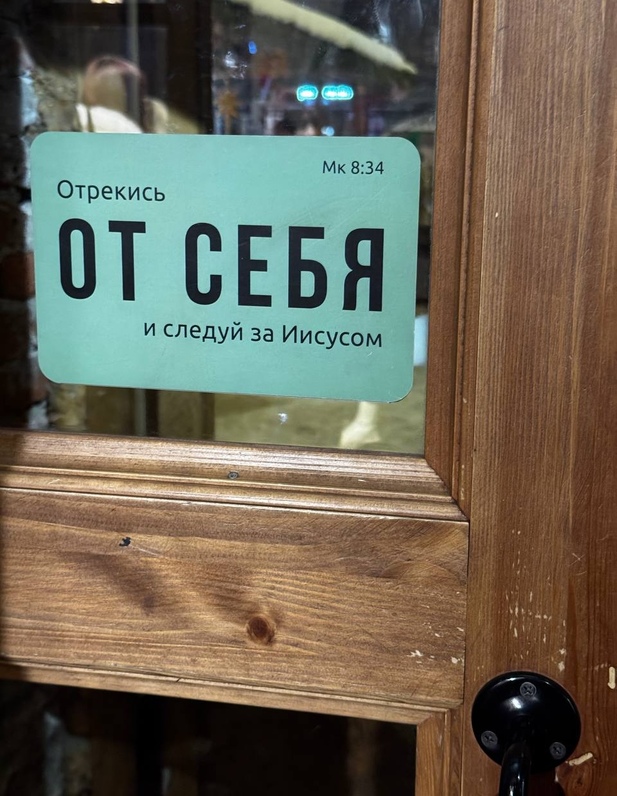 Мк 8:34
Отрекись
ОТ СЕБЯ
и следуй за Иисусом